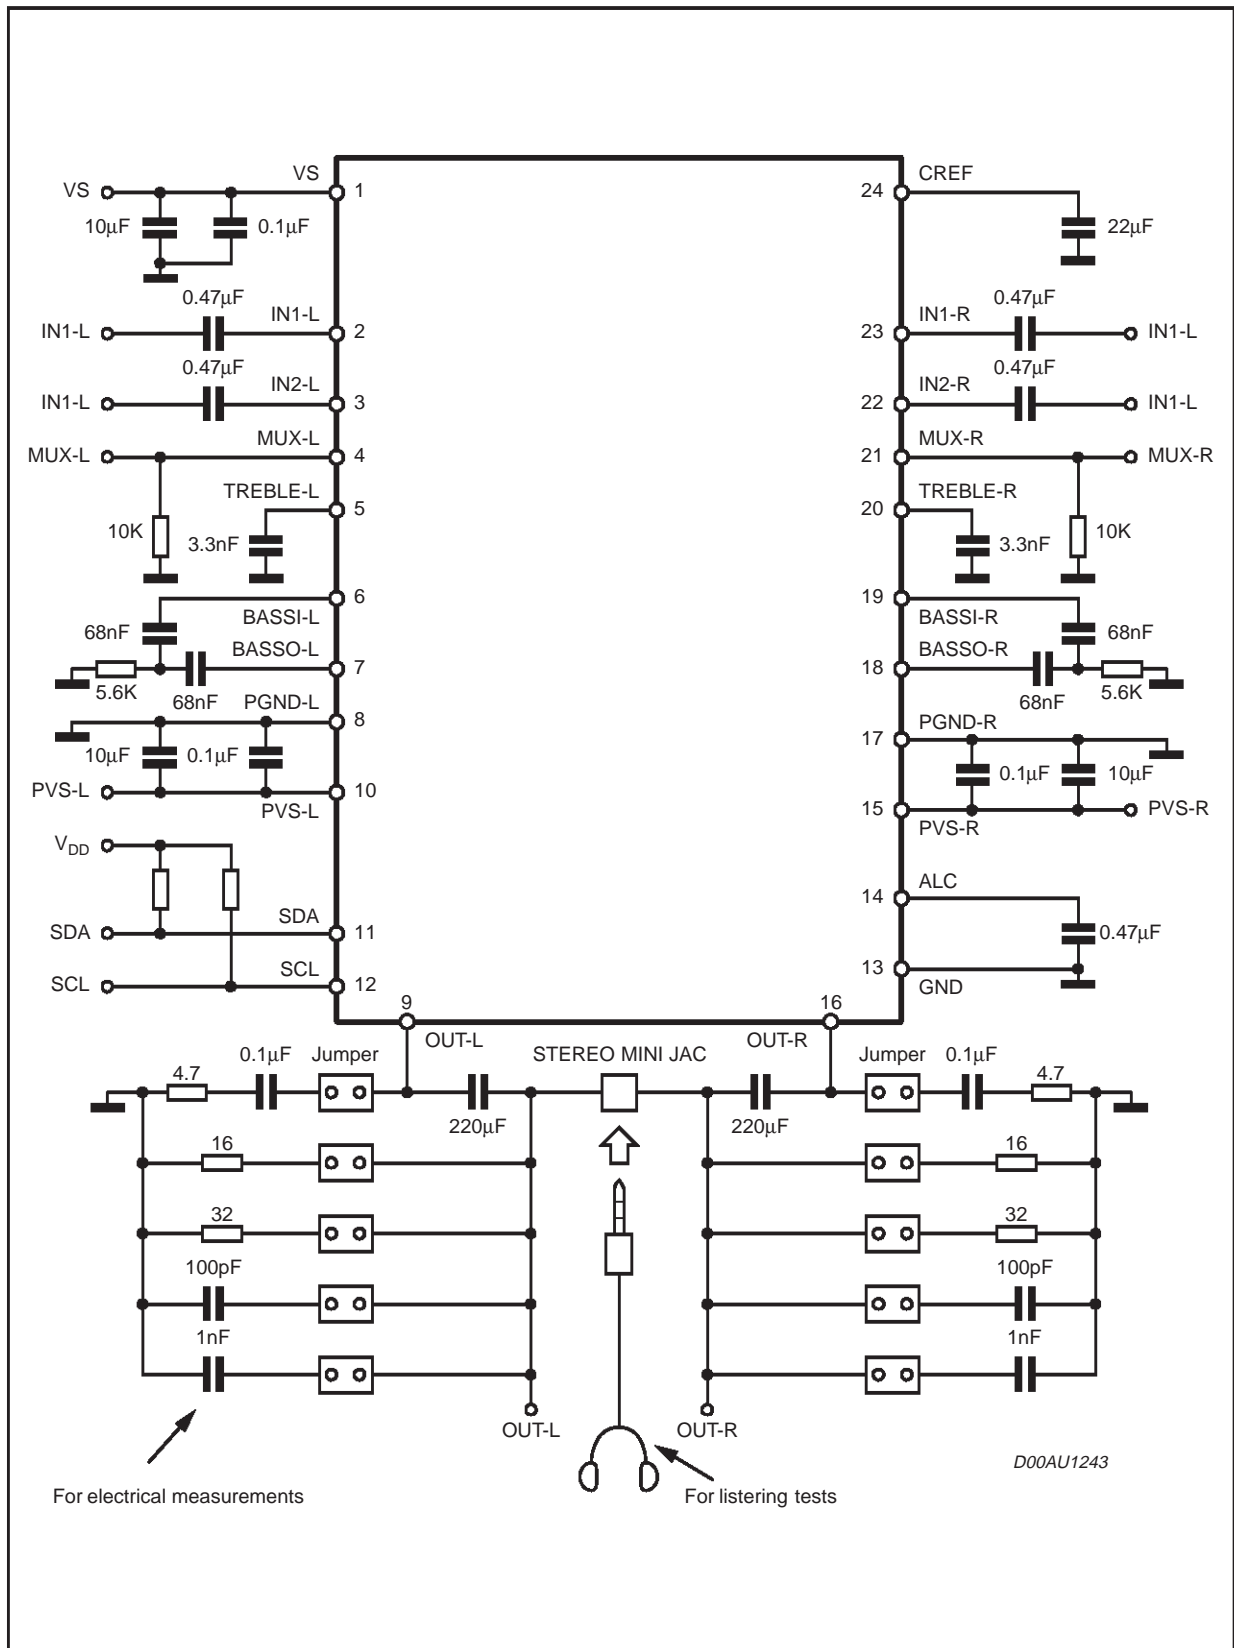 VS
CREF
VS
1
24
10µF
0.1µF
22µF
0.47µF
0.47µF
IN1-L
IN1-L
2
23
IN1-R
IN1-L
0.47µF
0.47µF
IN1-L
IN2-L
3
22
IN2-R
IN1-L
MUX-L
MUX-L
4
21
MUX-R
MUX-R
TREBLE-L
5
20
TREBLE-R
10K
3.3nF
3.3nF
10K
6
19
BASSI-L
BASSI-R
68nF
68nF
BASSO-L
7
18
BASSO-R
5.6K
68nF
68nF
5.6K
PGND-L
8
17
PGND-R
10µF
0.1µF
0.1µF
10µF
PVS-L
10
15
PVS-R
PVS-L
PVS-R
VDD
14
ALC
SDA
SDA
11
0.47µF
SCL
SCL
12
13
GND
9
16
OUT-L
OUT-R
STEREO MINI JAC
4.7
0.1µF
Jumper
Jumper
0.1µF
4.7
220µF
220µF
16
16
32
32
100pF
100pF
1nF
1nF
OUT-L
OUT-R
D00AU1243
For electrical measurements
For listering tests